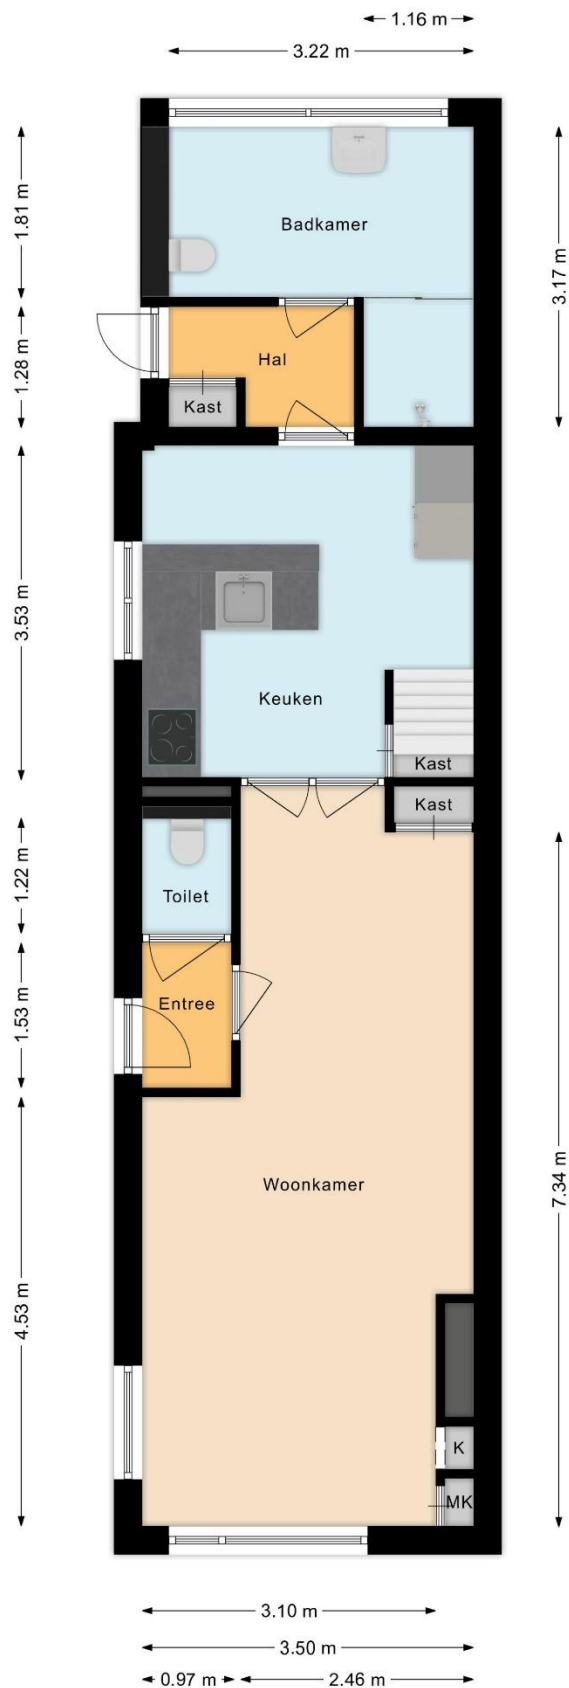 1.16 m
3.22 m
1.81 m
Badkamer
3.17 m
1.28 m
Hal
Kast
3.53 m
Keuken
Kast
Kast
1.22 m
Toilet
1.53 m
Entree
Woonkamer
7.34 m
4.53 m
K
MK
3.10 m
3.50 m
0.97 m
2.46 m